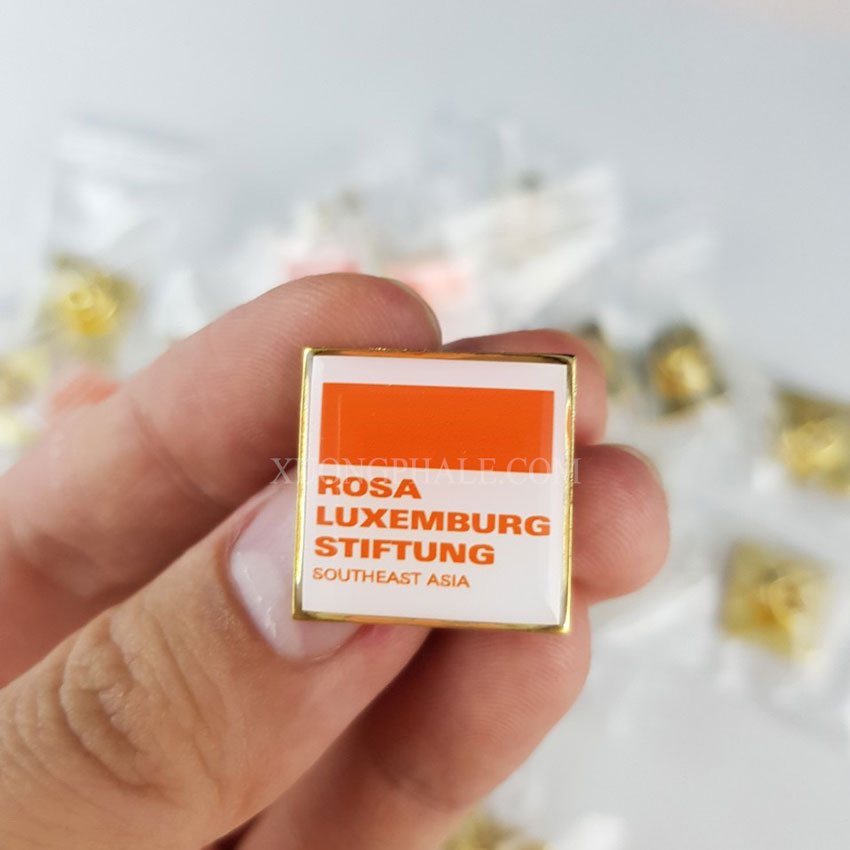 XUONGPHALE.COM
ROSA
LUXEMBURG
STIFTUNG
SOUTHEAST ASIA